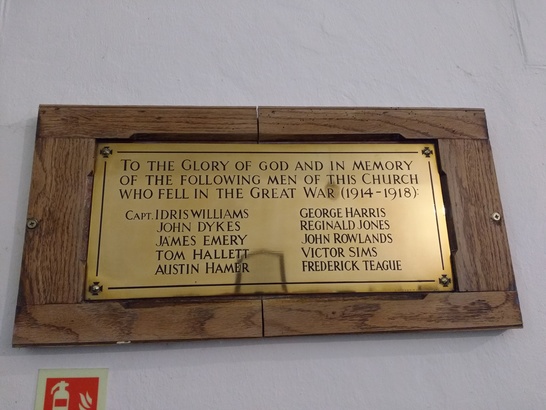 TO THE GLORY OF GOD AND IN MEMORY
OF THE FOLLOWING MEN OF THIS CHURCH
WHO FELL IN THE GREAT WAR (1914-1918):
CAPT. IDRIS WILLIAMS
JOHN DYKES
JAMES EMERY
TOM HALLETT
AUSTIN HAMER
GEORGE HARRIS
REGINALD JONES
JOHN ROWLANDS
VICTOR SIMS
FREDERICK TEAGUE